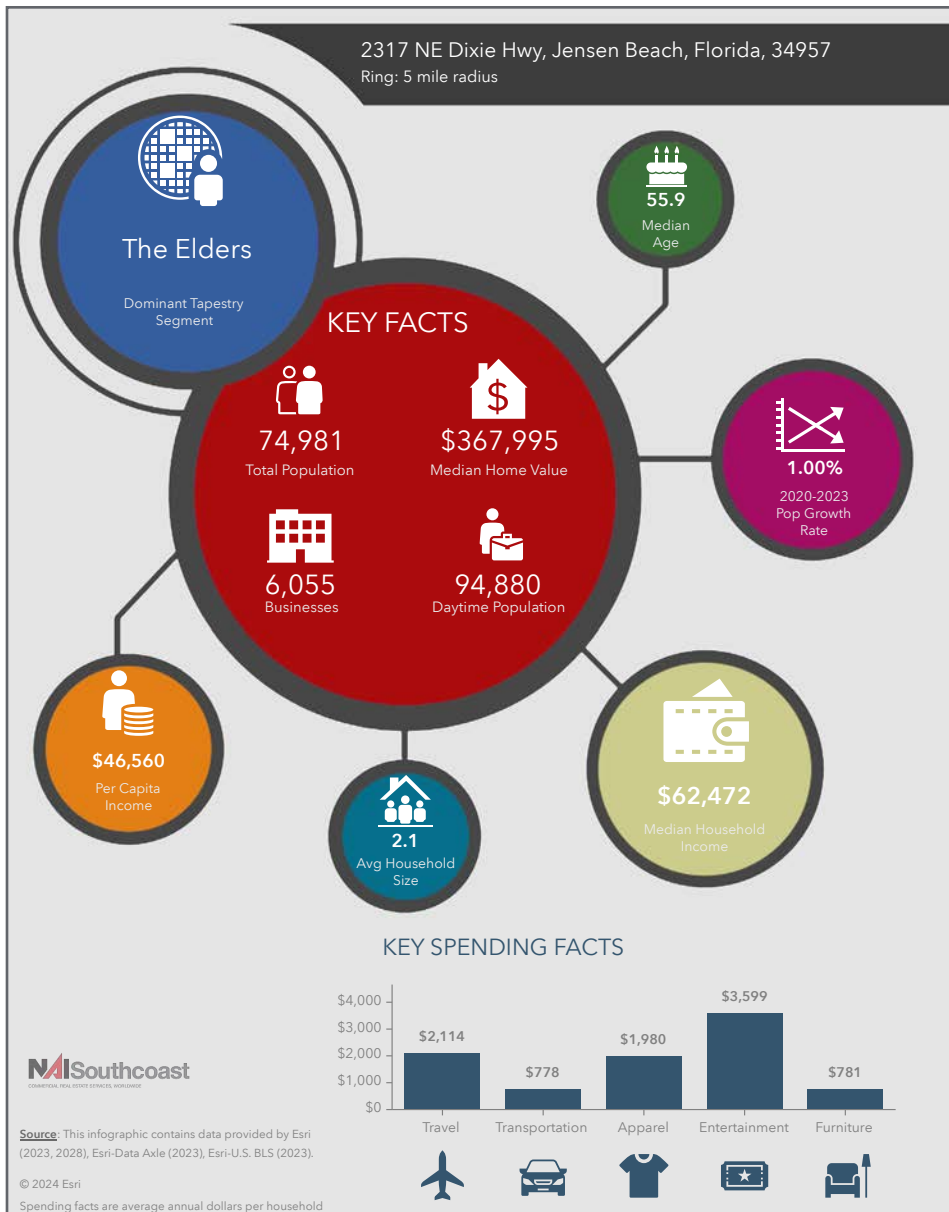 2317 NE Dixie Hwy, Jensen Beach, Florida, 34957
Ring: 5 mile radius
The Elders
Dominant Tapestry
Segment
55.9
Median
Age
KEY FACTS
74,981
Total Population
$367,995
Median Home Value
6,055
Businesses
94,880
Daytime Population
1.00%
2020-2023
Pop Growth
Rate
$46,560
Per Capita
Income
2.1
Avg Household
Size
$62,472
Median Household
Income
KEY SPENDING FACTS
$4,000
$3,000
$2,000
$1,000
$0
$2,114
$778
$1,980
$3,599
$781
Travel
Transportation
Apparel
Entertainment
Furniture
NAISouthcoast
COMMERCIAL REAL ESTATE SERVICES, WORLDWIDE
Source: This infographic contains data provided by Esri
(2023, 2028), Esri-Data Axle (2023), Esri-U.S. BLS (2023).
© 2024 Esri
Spending facts are average annual dollars per household